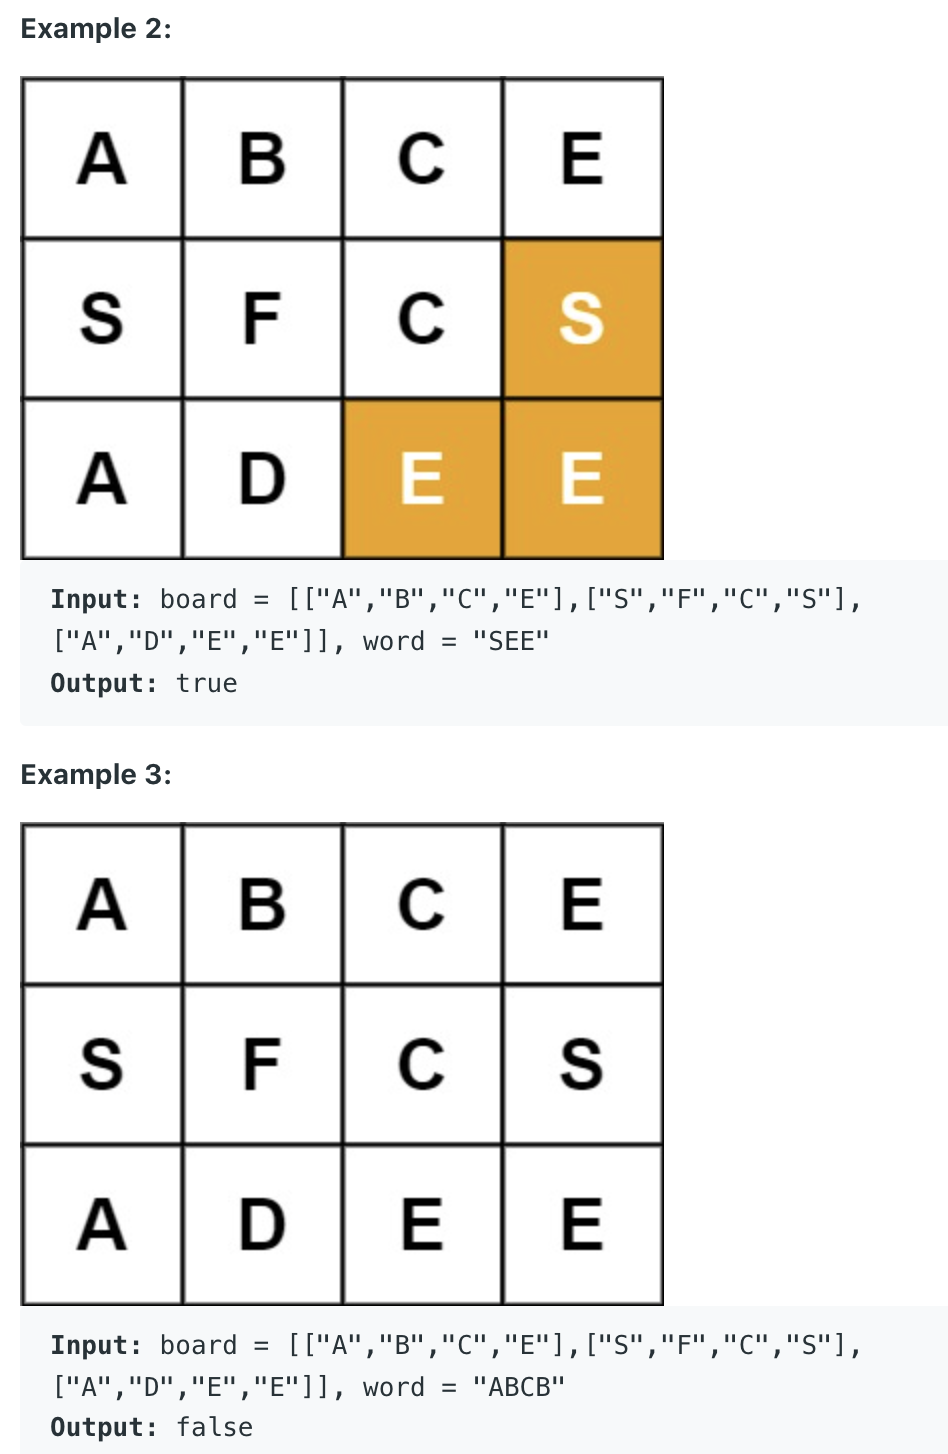 Example 2:
A B C E
S F C S
A D E E
Input: board = [["A","B","C","E"],["S","F","C","S"],
["A","D","E","E"]], word = "SEE"
Output: true
Example 3:
A B C E
S F C S
A D E E
Input: board = [["A","B","C","E"],["S","F","C","S"],
["A","D","E","E"]], word = "ABCB"
Output: false